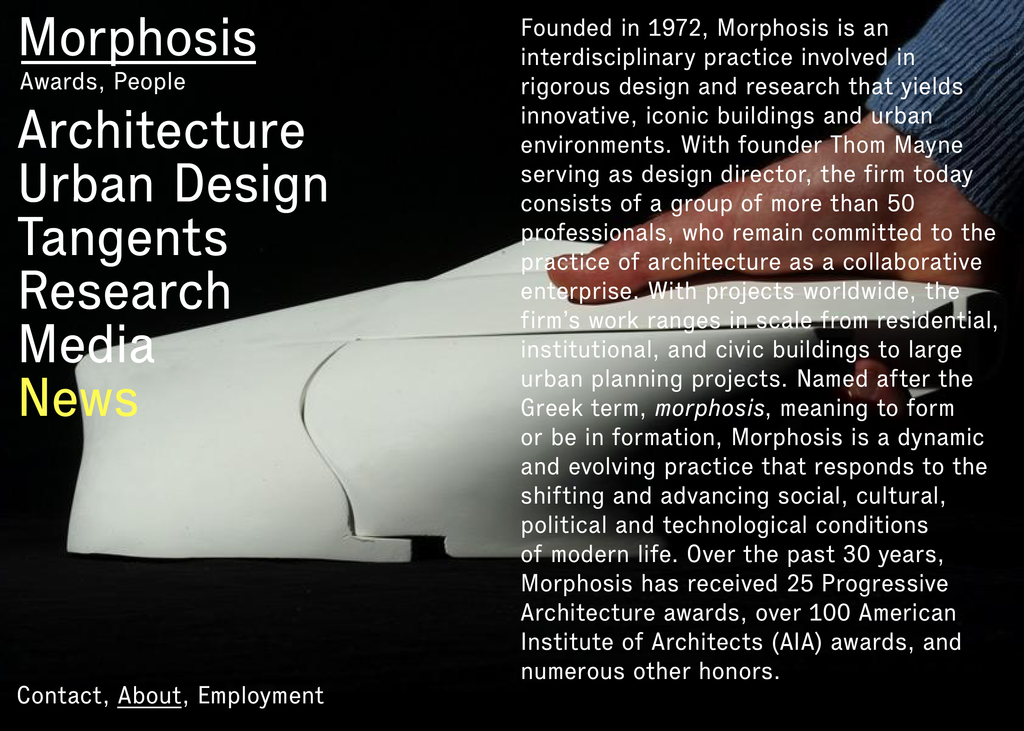 Morphosis
Awards, People
Architecture
Urban Design
Tangents
Research
Media
News
Contact, About, Employment
Founded in 1972, Morphosis is an
interdisciplinary practice involved in
rigorous design and research that yields
innovative, iconic buildings and urban
environments. With founder Thom Mayne
serving as design director, the firm today
consists of a group of more than 50
professionals, who remain committed to the
practice of architecture as a collaborative
enterprise. With projects worldwide, the
firm's work ranges in scale from residential,
institutional, and civic buildings to large
urban planning projects. Named after the
Greek term, morphosis, meaning to form
or be in formation, Morphosis is a dynamic
and evolving practice that responds to the
shifting and advancing social, cultural,
political and technological conditions
of modern life. Over the past 30 years,
Morphosis has received 25 Progressive
Architecture awards, over 100 American
Institute of Architects (AIA) awards, and
numerous other honors.